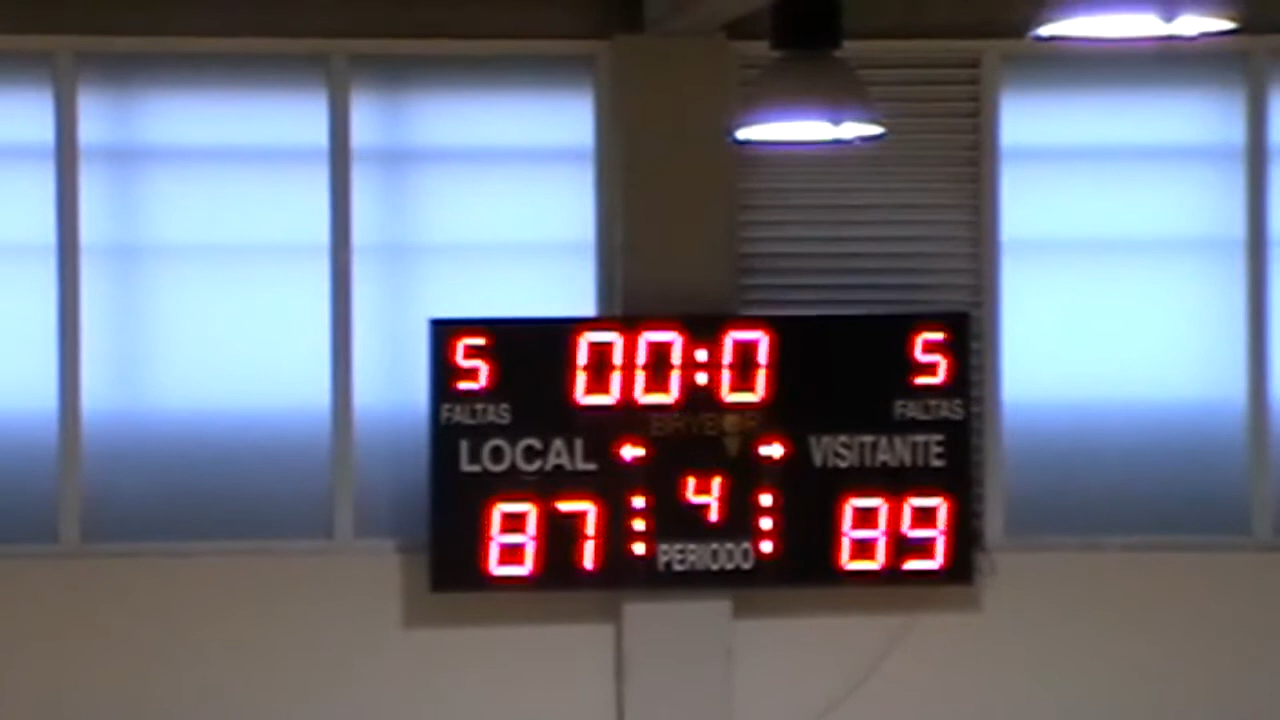 5 00:0 5
FALTAS FALTAS
LOCAL VISITANTE
87 4 89
PERIODO